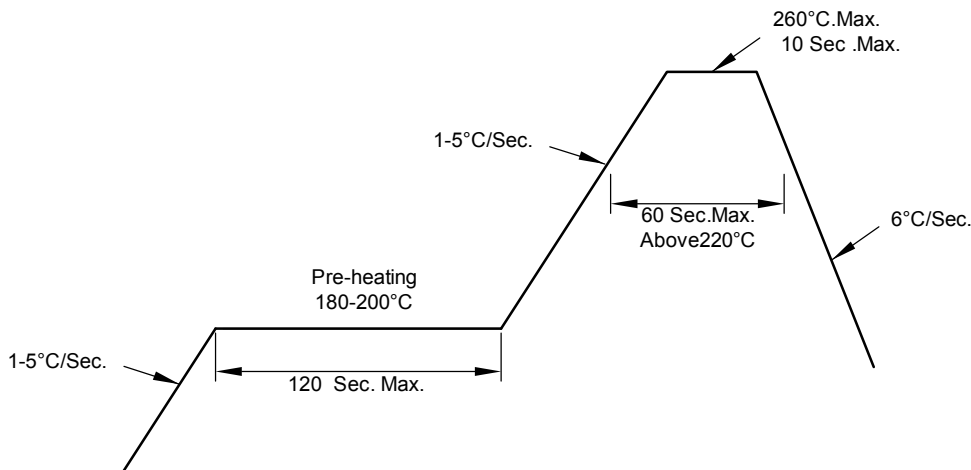 260°C.Max.
10 Sec .Max.
1-5°C/Sec.
60 Sec.Max.
Above220°C
6°C/Sec.
Pre-heating
180-200°C
1-5°C/Sec.
120 Sec. Max.